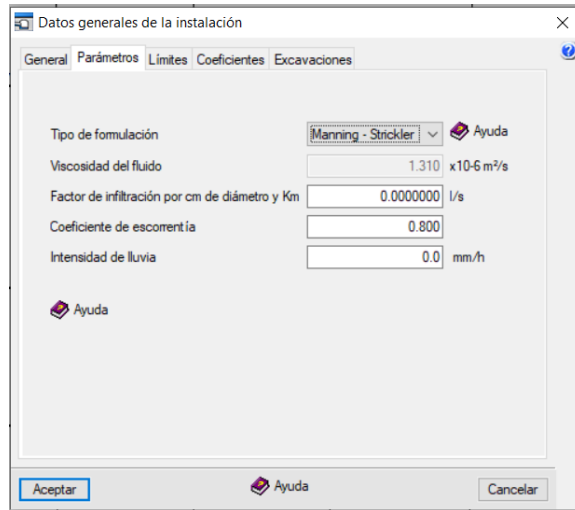 Datos generales de la instalación
General Parámetros Límites Coeficientes Excavaciones
Tipo de formulación Manning - Strickler Ayuda
Viscosidad del fluido 1.310 x10-6 m²/s
Factor de infiltración por cm de diámetro y Km 0.0000000 l/s
Coeficiente de escorrentía 0.800
Intensidad de lluvia 0.0 mm/h
Ayuda
Aceptar Ayuda Cancelar